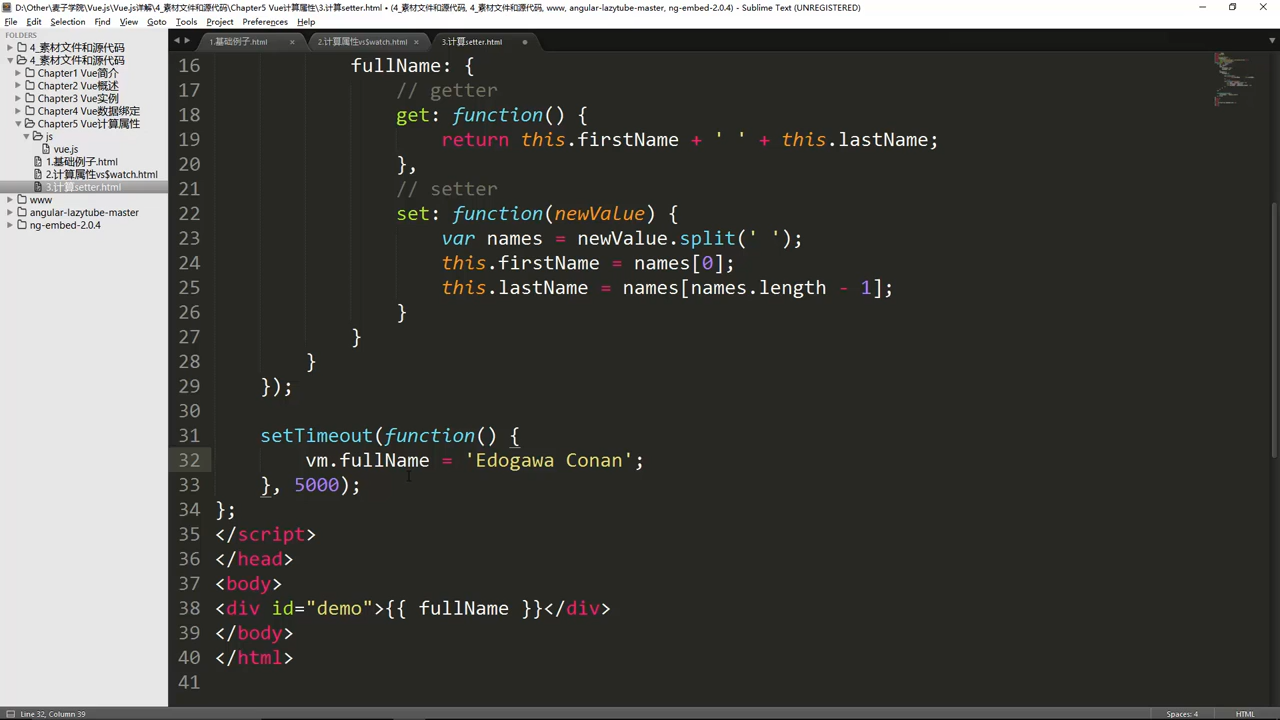 D:\Other\麦子学院\Vue.js\Vue.js详解\4_素材文件和源代码\Chapter5 Vue计算属性\3.计算setter.html • (4_素材文件和源代码, 4_素材文件和源代码, www, angular-lazytube-master, ng-embed-2.0.4) - Sublime Text (UNREGISTERED)
File Edit Selection Find View Goto Tools Project Preferences Help
FOLDERS
4_素材文件和源代码
4_素材文件和源代码
Chapter1 Vue简介
Chapter2 Vue概述
Chapter3 Vue实例
Chapter4 Vue数据绑定
Chapter5 Vue计算属性
js
vue.js
1.基础例子.html
2.计算属性vs$watch.html
3.计算setter.html
www
angular-lazytube-master
ng-embed-2.0.4
1.基础例子.html 2.计算属性vs$watch.html 3.计算setter.html
16 fullName: {
17 // getter
18 get: function() {
19 return this.firstName + ' ' + this.lastName;
20 },
21 // setter
22 set: function(newValue) {
23 var names = newValue.split(' ');
24 this.firstName = names[0];
25 this.lastName = names[names.length - 1];
26 }
27 }
28 }
29 });
30
31 setTimeout(function() {
32 vm.fullName = 'Edogawa Conan';
33 }, 5000);
34 };
35 </script>
36 </head>
37 <body>
38 <div id="demo">{{ fullName }}</div>
39 </body>
40 </html>
41
Line 32, Column 39 Spaces: 4 HTML